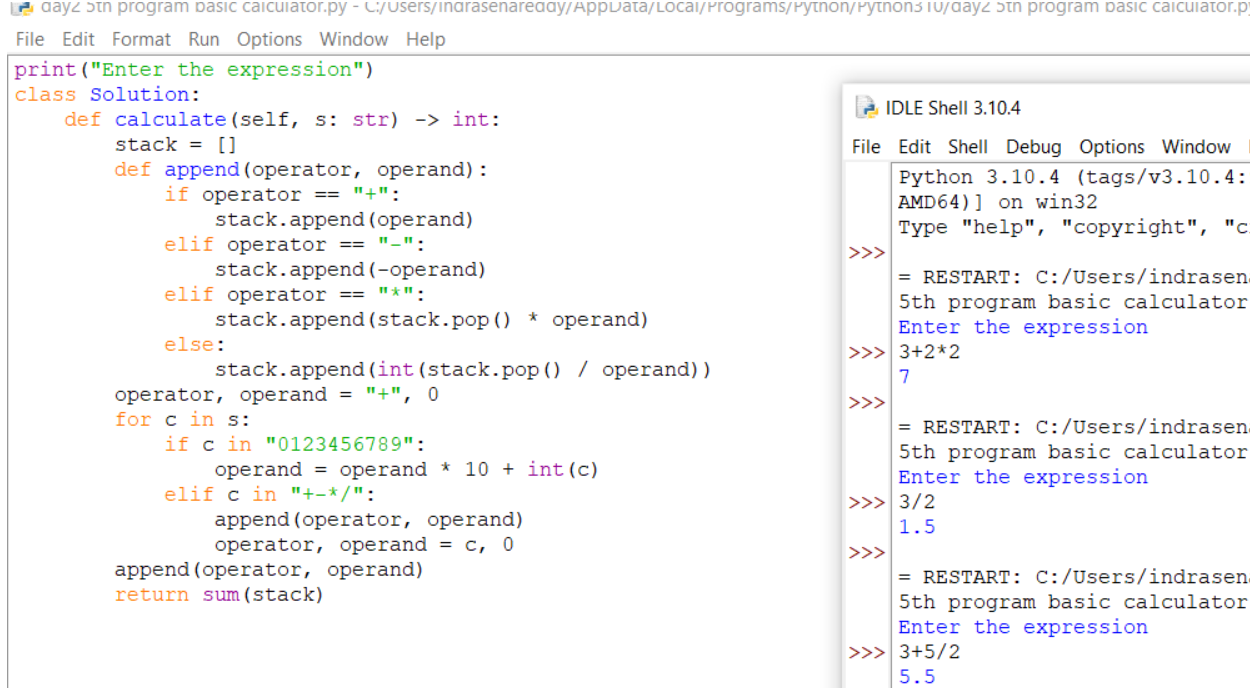 day2 5th program basic calculator.py - C:/Users/indrasenareddy/AppData/Local/Programs/Python/Python310/day2 5th program basic calculator.py
File Edit Format Run Options Window Help
print("Enter the expression")
class Solution:
    def calculate(self, s: str) -> int:
        stack = []
        def append(operator, operand):
            if operator == "+":
                stack.append(operand)
            elif operator == "-":
                stack.append(-operand)
            elif operator == "*":
                stack.append(stack.pop() * operand)
            else:
                stack.append(int(stack.pop() / operand))
        operator, operand = "+", 0
        for c in s:
            if c in "0123456789":
                operand = operand * 10 + int(c)
            elif c in "+-*/":
                append(operator, operand)
                operator, operand = c, 0
        append(operator, operand)
        return sum(stack)
IDLE Shell 3.10.4
File Edit Shell Debug Options Window
Python 3.10.4 (tags/v3.10.4:
AMD64)] on win32
Type "help", "copyright", "c
>>>
= RESTART: C:/Users/indrasen
5th program basic calculator
Enter the expression
>>> 3+2*2
7
>>>
= RESTART: C:/Users/indrasen
5th program basic calculator
Enter the expression
>>> 3/2
1.5
>>>
= RESTART: C:/Users/indrasen
5th program basic calculator
Enter the expression
>>> 3+5/2
5.5